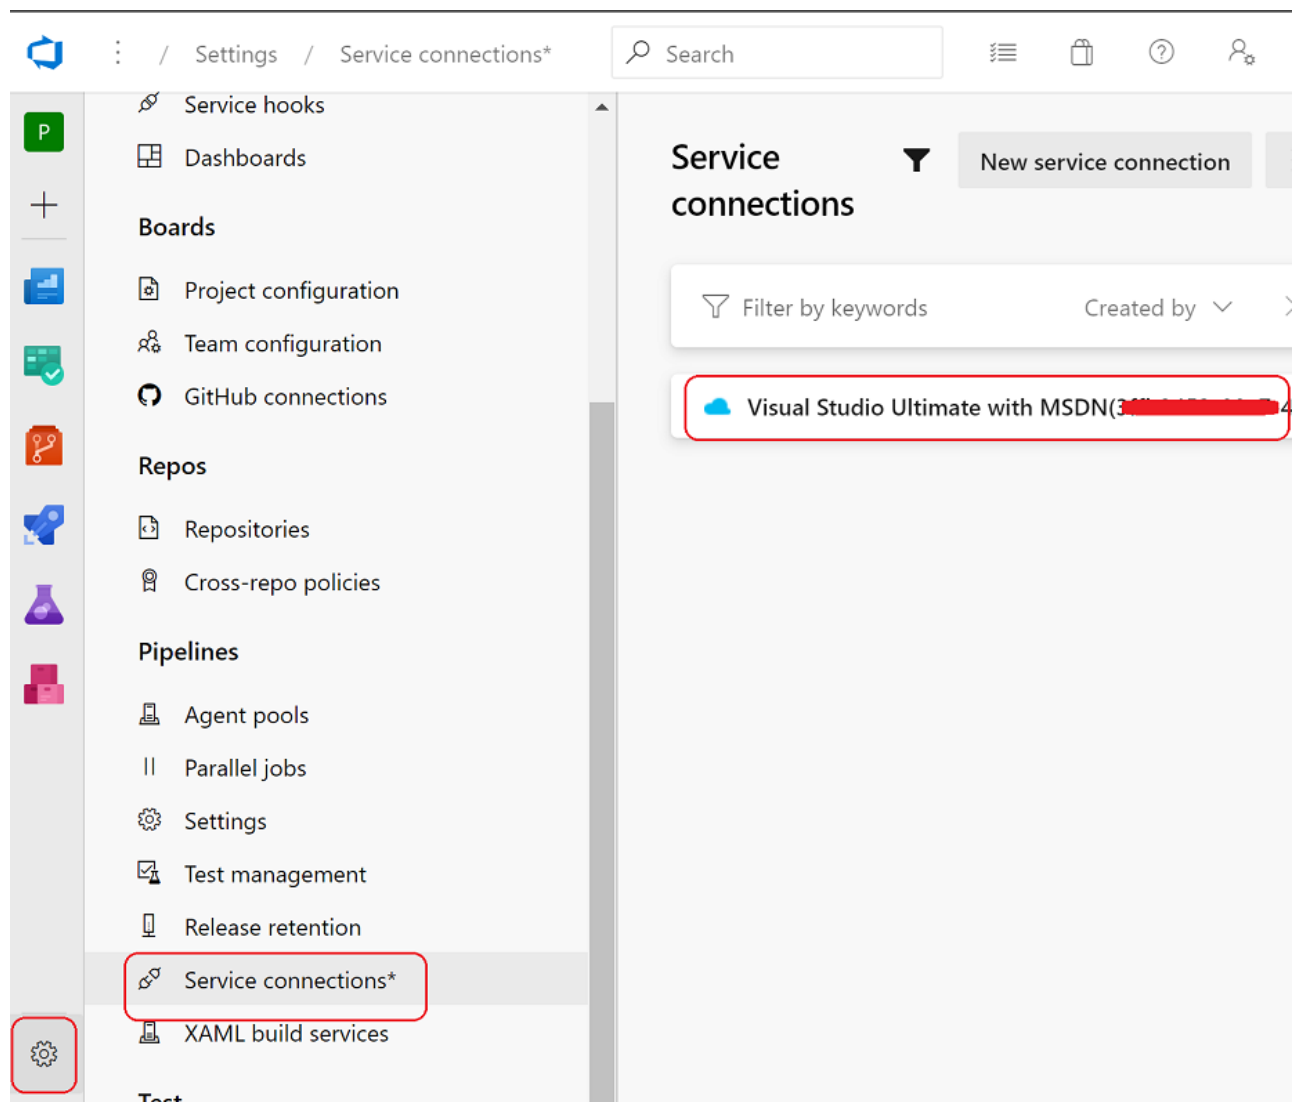 / Settings / Service connections*
Search
P
Service hooks
Dashboards
Boards
Project configuration
Team configuration
GitHub connections
Repos
Repositories
Cross-repo policies
Pipelines
Agent pools
Parallel jobs
Settings
Test management
Release retention
Service connections*
XAML build services
Test
Service
connections
New service connection
Filter by keywords
Created by
Visual Studio Ultimate with MSDN(